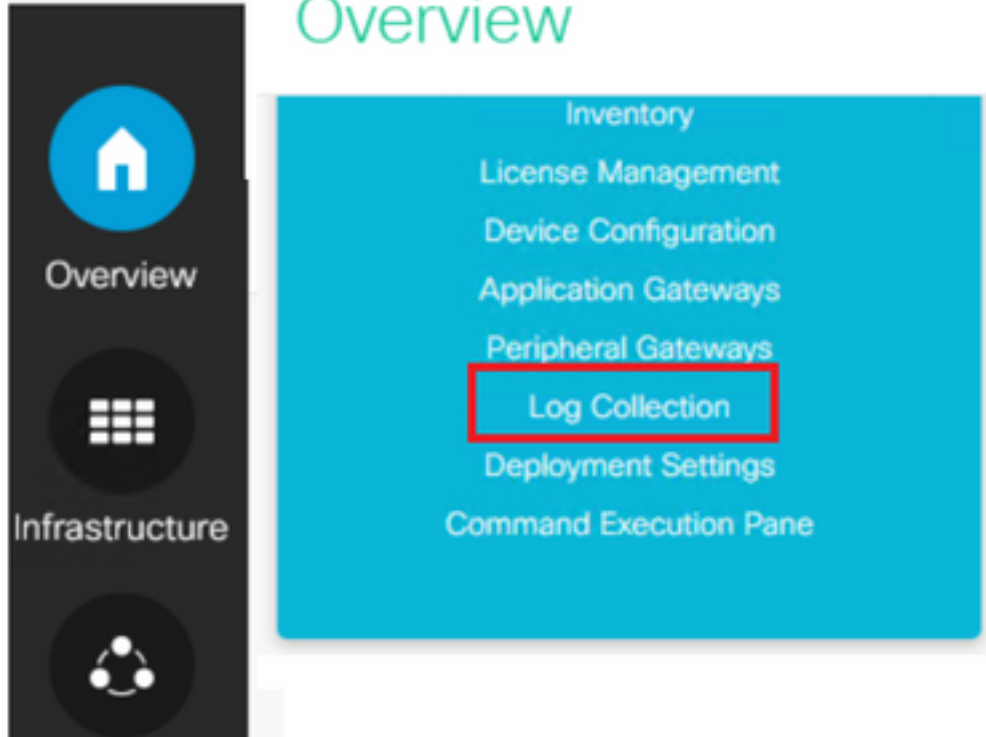 Overview
Overview
Infrastructure
Inventory
License Management
Device Configuration
Application Gateways
Peripheral Gateways
Log Collection
Deployment Settings
Command Execution Pane